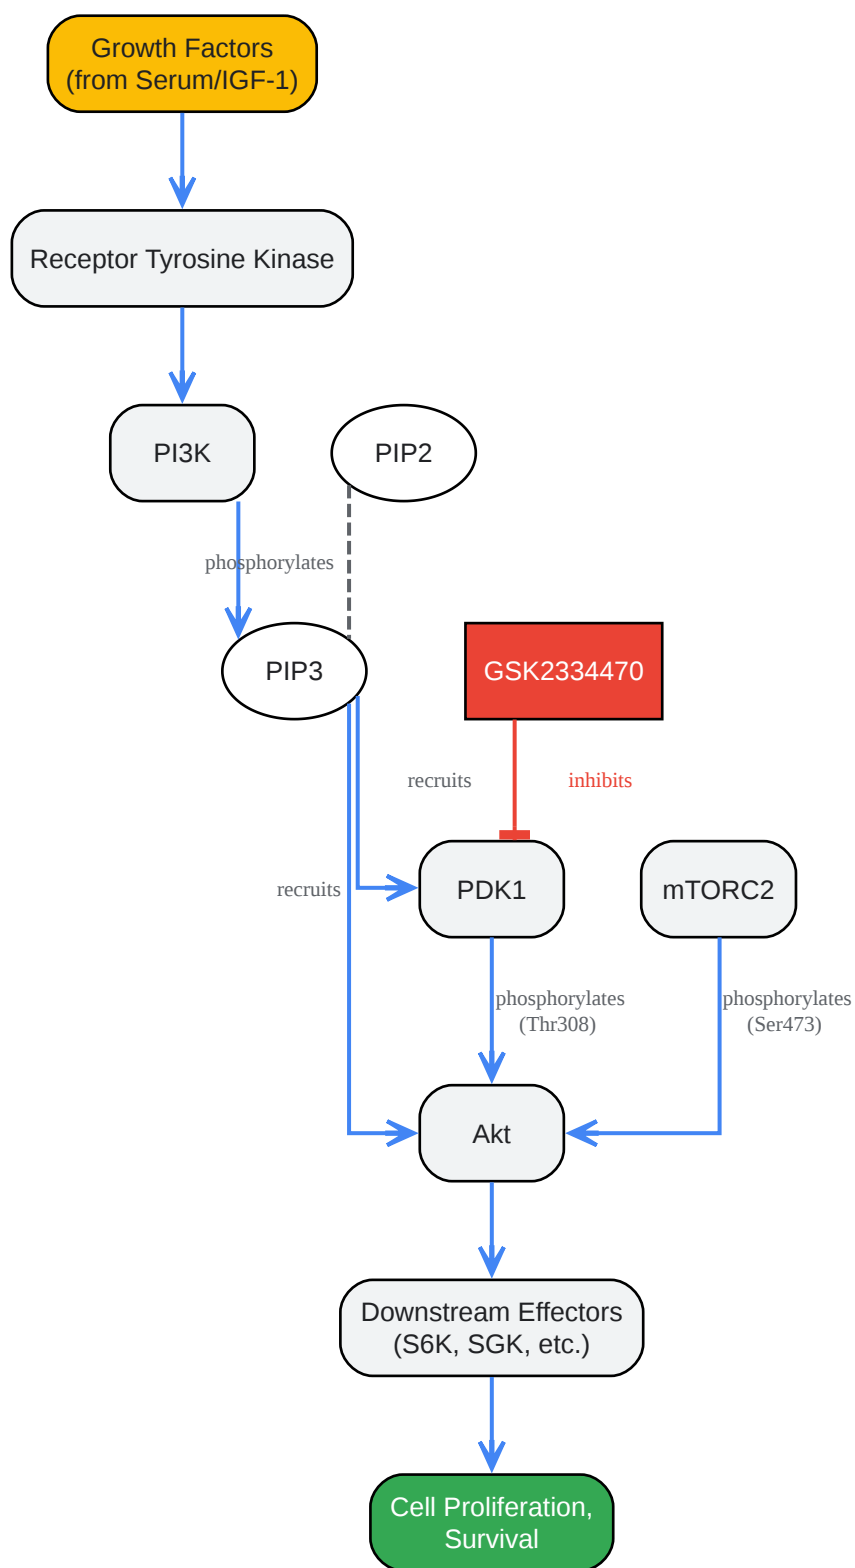 Growth Factors
(from Serum/IGF-1)
Receptor Tyrosine Kinase
PI3K
PIP2
phosphorylates
PIP3
GSK2334470
recruits
inhibits
recruits
PDK1
mTORC2
phosphorylates
(Thr308)
phosphorylates
(Ser473)
Akt
Downstream Effectors
(S6K, SGK, etc.)
Cell Proliferation,
Survival